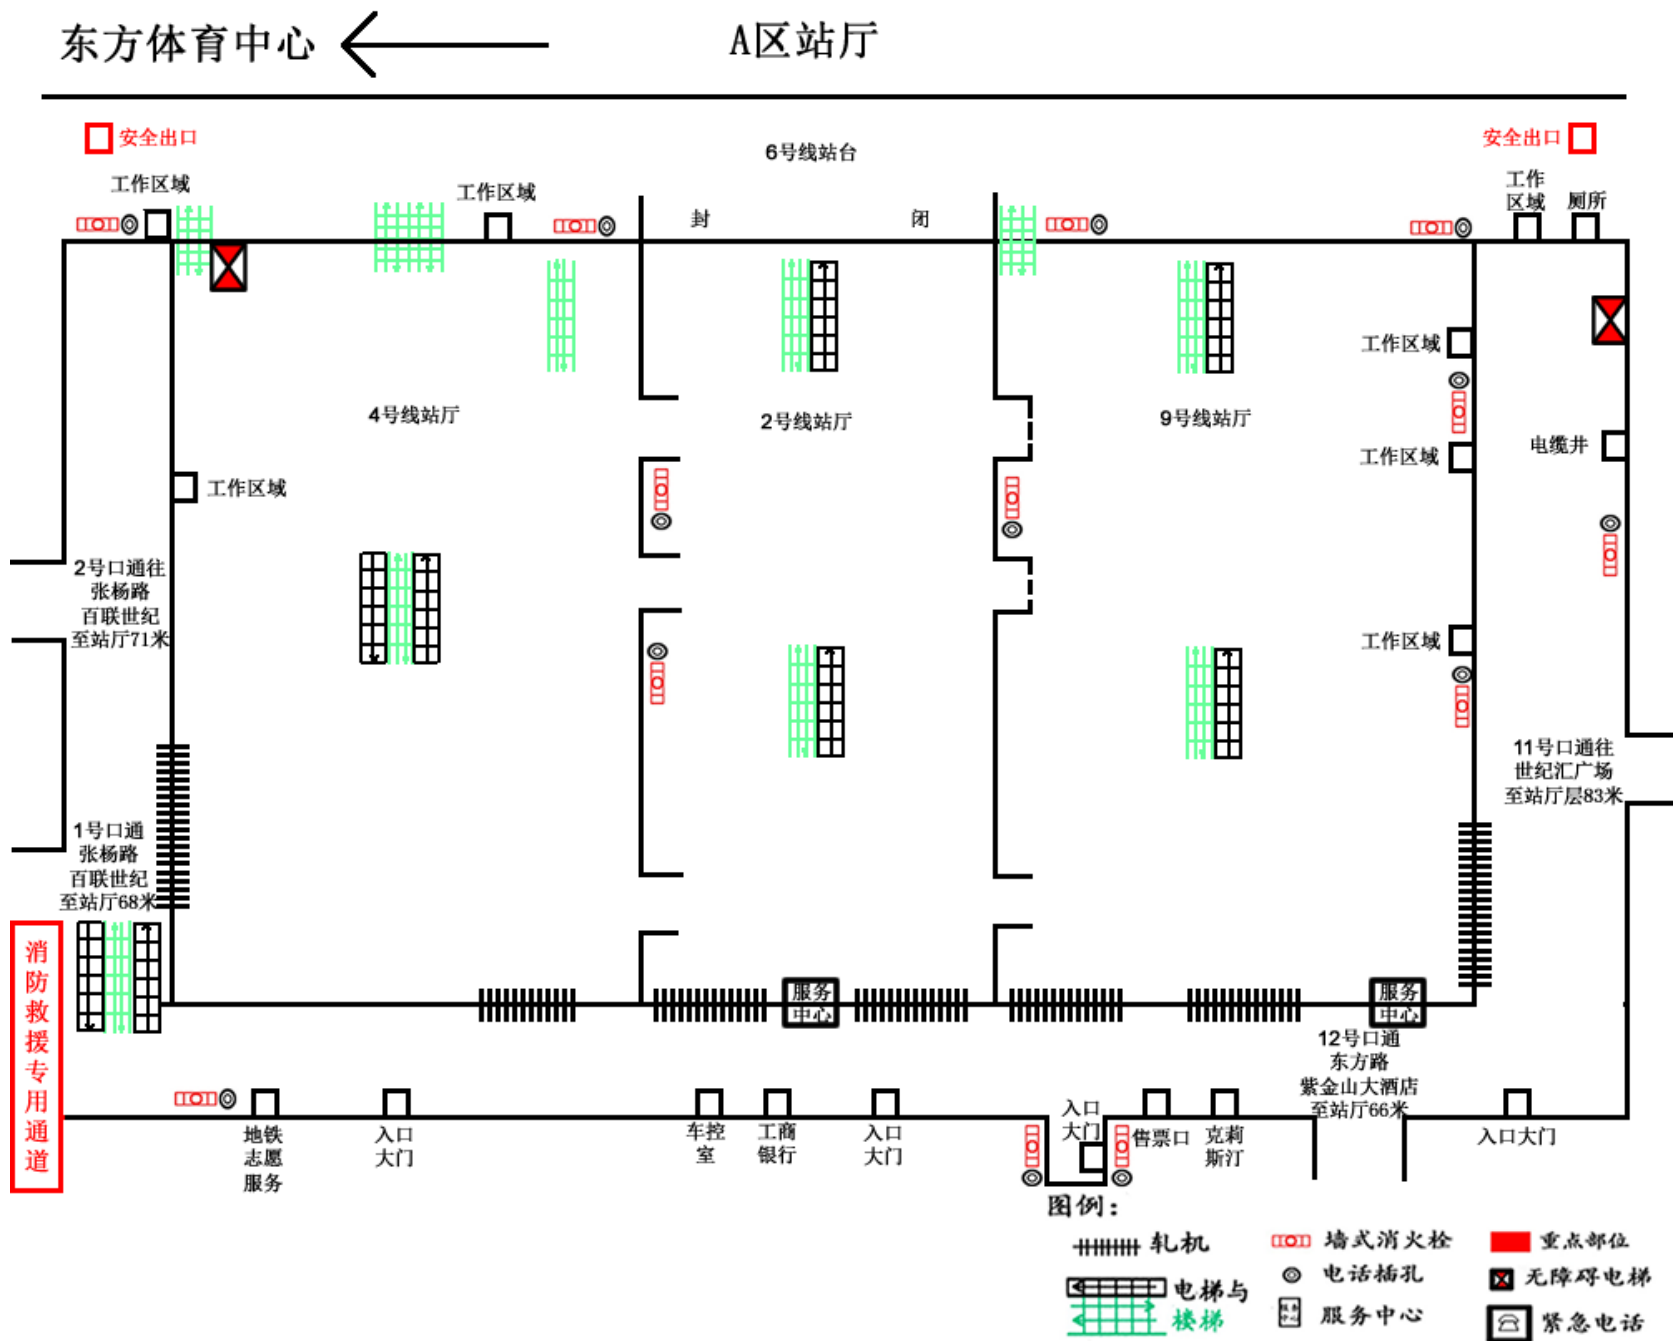 东方体育中心
A区站厅
安全出口
6号线站台
安全出口
工作区域
工作区域
封 闭
工作
区域
厕所
4号线站厅
2号线站厅
9号线站厅
工作区域
工作区域
工作区域
工作区域
电缆井
2号口通往
张杨路
百联世纪
至站厅71米
11号口通往
世纪汇广场
至站厅层83米
1号口通
张杨路
百联世纪
至站厅68米
消防救援专用通道
服务
中心
服务
中心
12号口通
东方路
紫金山大酒店
至站厅66米
地铁
志愿
服务
入口
大门
车控
室
工商
银行
入口
大门
入口
大门
售票口
克莉
斯汀
入口大门
图例：
轧机
墙式消火栓
重点部位
电梯与
楼梯
电话插孔
无障碍电梯
服务
中心
服务中心
紧急电话